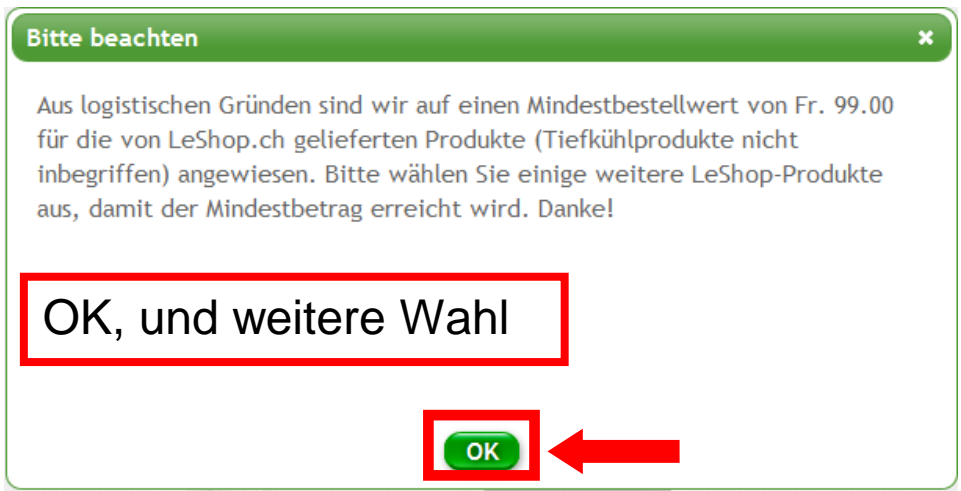 Bitte beachten
Aus logistischen Gründen sind wir auf einen Mindestbestellwert von Fr. 99.00
für die von LeShop.ch gelieferten Produkte (Tiefkühlprodukte nicht
inbegriffen) angewiesen. Bitte wählen Sie einige weitere LeShop-Produkte
aus, damit der Mindestbetrag erreicht wird. Danke!
OK, und weitere Wahl
OK